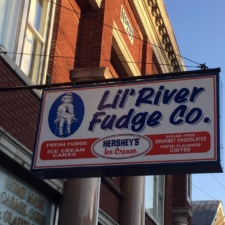 Lil' River
Fudge Co.
FRESH FUDGE
ICE CREAM
CAKES
HERSHEY'S
Ice Cream
SUGAR FREE
GOURMET CHOCOLATES
FRESH FLAVORED
COFFEE